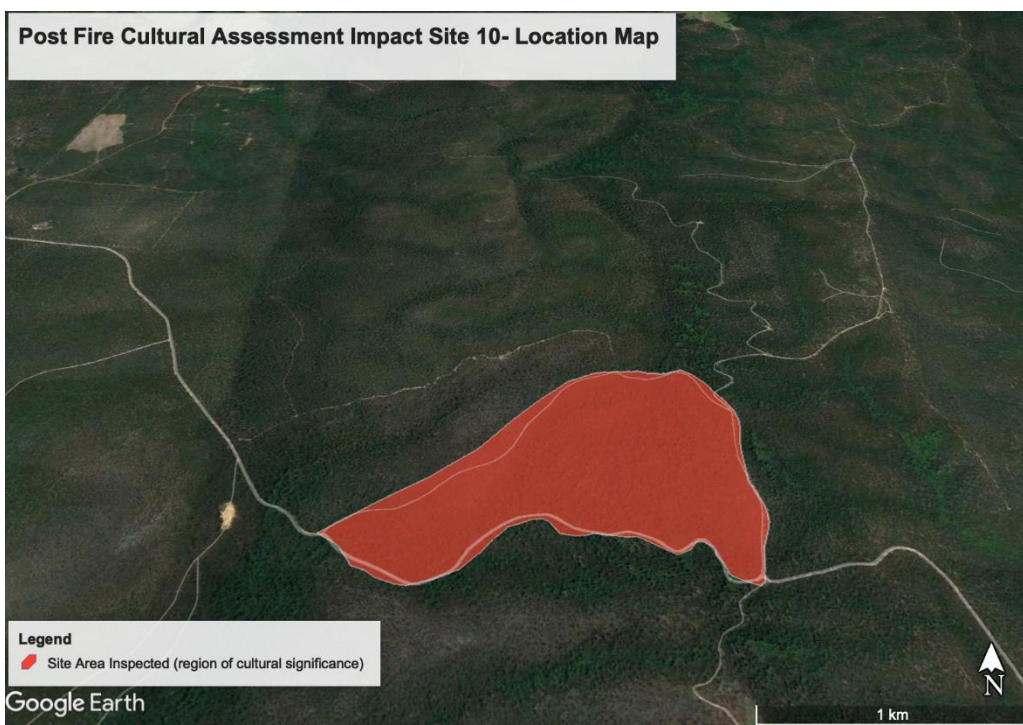 Post Fire Cultural Assessment Impact Site 10- Location Map
Legend
Site Area Inspected (region of cultural significance)
Google Earth
N
1 km